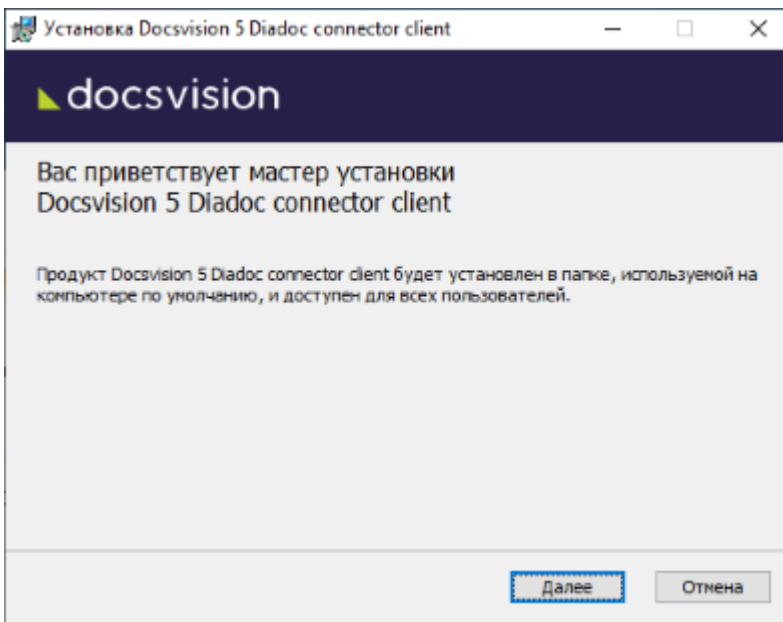 Установка Docsvision 5 Diadoc connector client
docsvision
Вас приветствует мастер установки
Docsvision 5 Diadoc connector client
Продукт Docsvision 5 Diadoc connector client будет установлен в папке, используемой на
компьютере по умолчанию, и доступен для всех пользователей.
Далее
Отмена